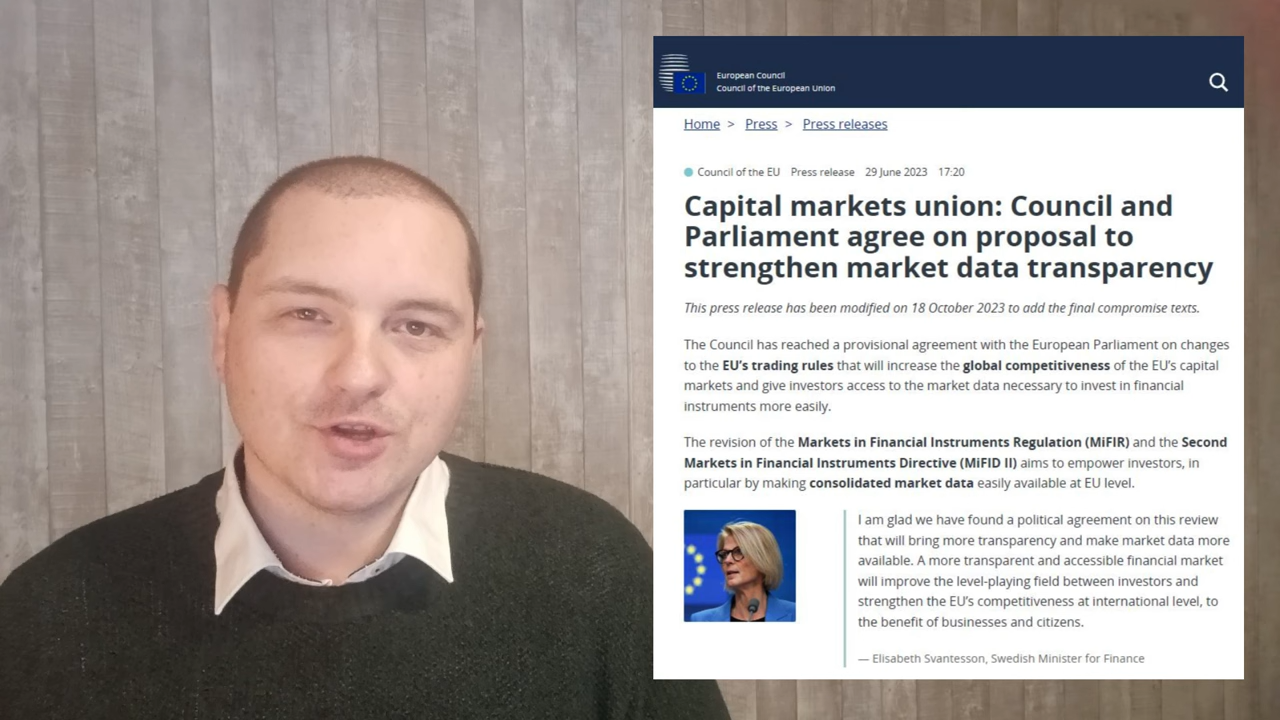 European Council
Council of the European Union
Home > Press > Press releases
Council of the EU Press release 29 June 2023 17:20
Capital markets union: Council and
Parliament agree on proposal to
strengthen market data transparency
This press release has been modified on 18 October 2023 to add the final compromise texts.
The Council has reached a provisional agreement with the European Parliament on changes
to the EU's trading rules that will increase the global competitiveness of the EU's capital
markets and give investors access to the market data necessary to invest in financial
instruments more easily.
The revision of the Markets in Financial Instruments Regulation (MiFIR) and the Second
Markets in Financial Instruments Directive (MiFID II) aims to empower investors, in
particular by making consolidated market data easily available at EU level.
I am glad we have found a political agreement on this review
that will bring more transparency and make market data more
available. A more transparent and accessible financial market
will improve the level-playing field between investors and
strengthen the EU's competitiveness at international level, to
the benefit of businesses and citizens.
— Elisabeth Svantesson, Swedish Minister for Finance